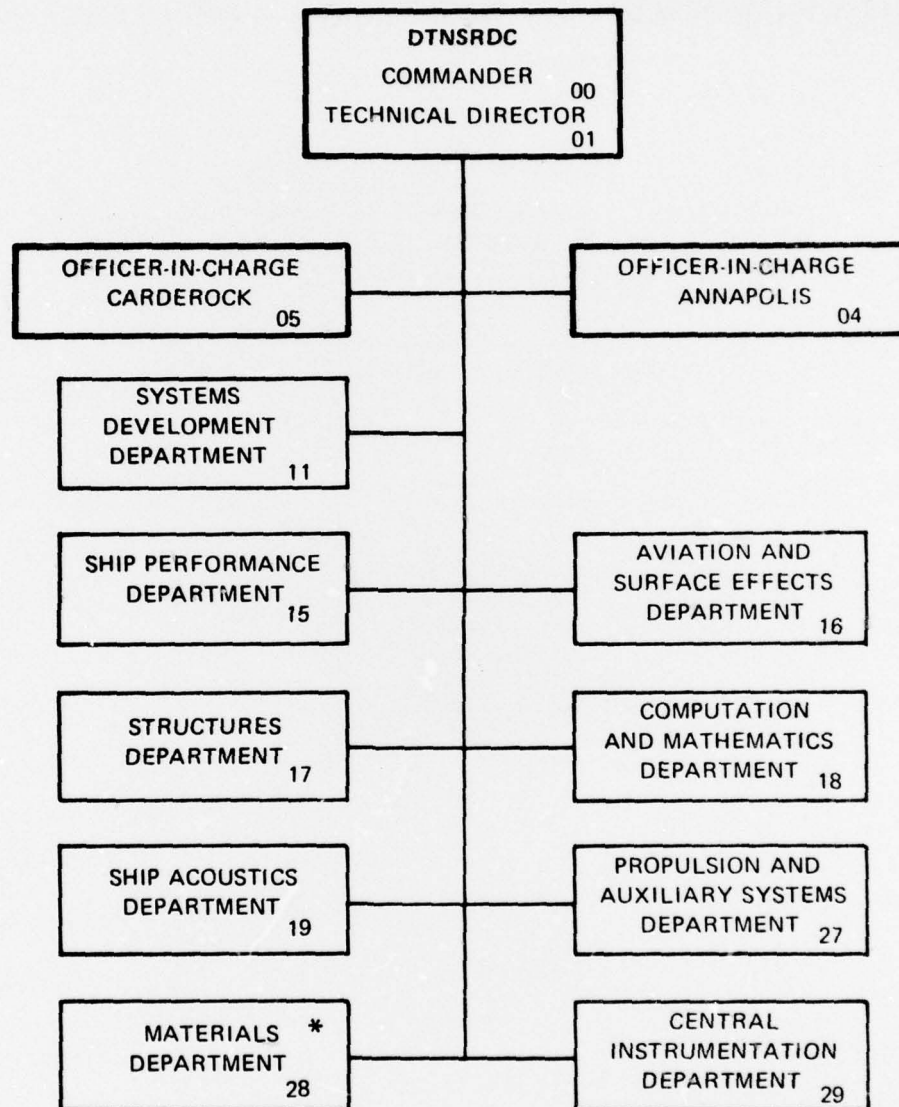 DTNSRDC
COMMANDER
00
TECHNICAL DIRECTOR
01
OFFICER-IN-CHARGE
CARDEROCK
05
OFFICER-IN-CHARGE
ANNAPOLIS
04
SYSTEMS
DEVELOPMENT
DEPARTMENT
11
SHIP PERFORMANCE
DEPARTMENT
15
AVIATION AND
SURFACE EFFECTS
DEPARTMENT
16
STRUCTURES
DEPARTMENT
17
COMPUTATION
AND MATHEMATICS
DEPARTMENT
18
SHIP ACOUSTICS
DEPARTMENT
19
PROPULSION AND
AUXILIARY SYSTEMS
DEPARTMENT
27
MATERIALS *
DEPARTMENT
28
CENTRAL
INSTRUMENTATION
DEPARTMENT
29